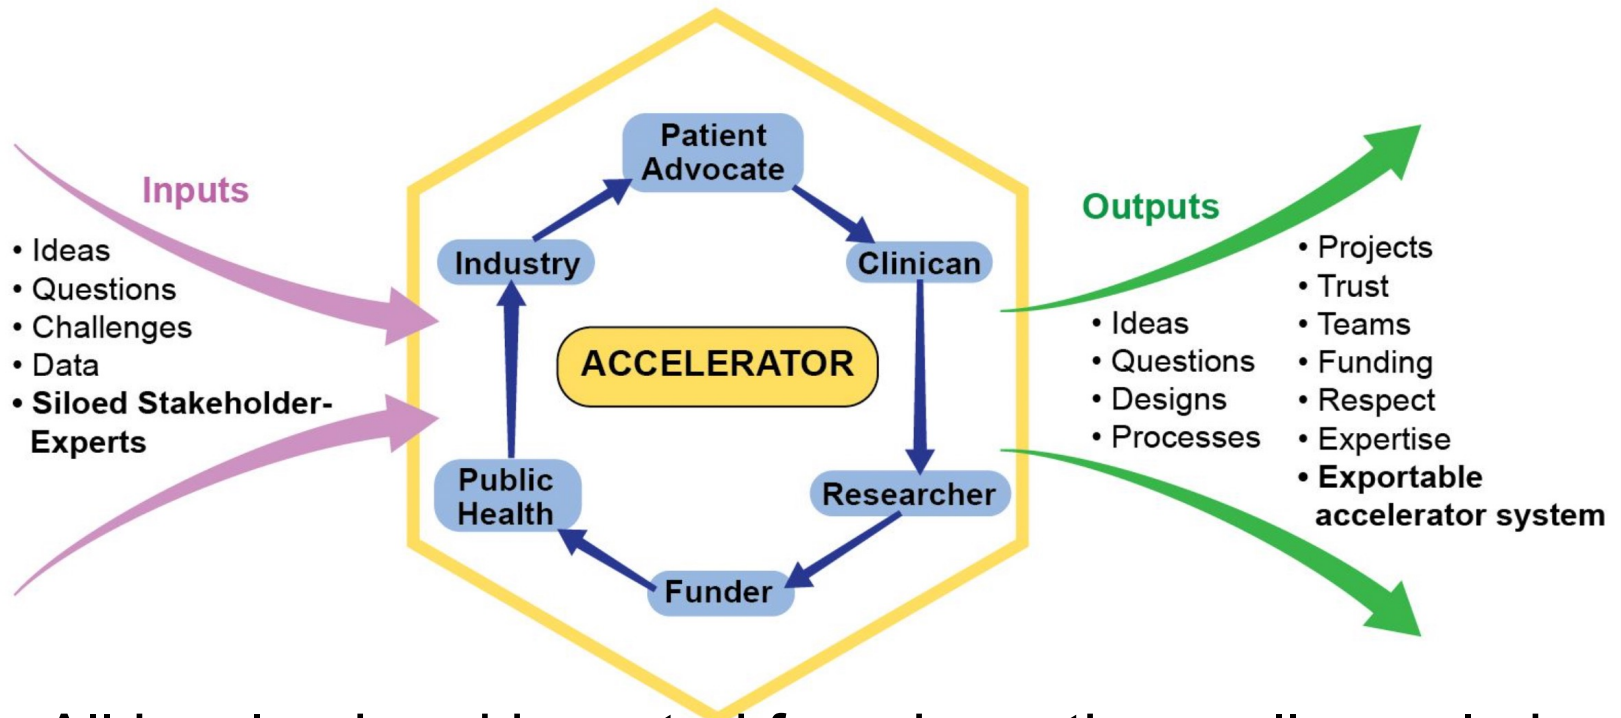 Inputs
• Ideas
• Questions
• Challenges
• Data
• Siloed Stakeholder-
Experts
Patient
Advocate
Industry
Clinican
ACCELERATOR
Public
Health
Researcher
Funder
Outputs
• Ideas
• Questions
• Designs
• Processes
• Projects
• Trust
• Teams
• Funding
• Respect
• Expertise
• Exportable
accelerator system